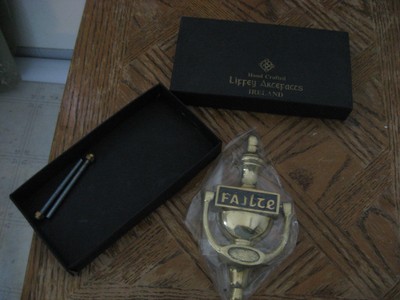 Hand Crafted
Liffey Artefacts
IRELAND
FAILTE